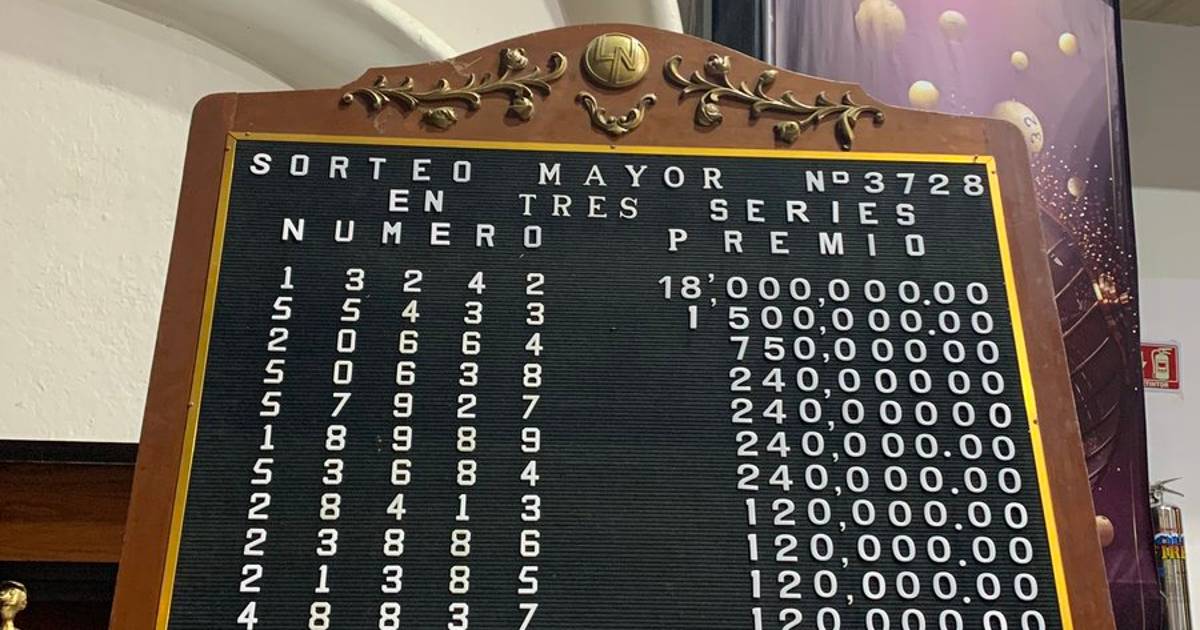 LN
SORTEO MAYOR Nº3728
EN TRES SERIES
NUMERO PREMIO
13242 18'000,000.00
55433 1'500,000.00
20664 750,000.00
50638 240,000.00
57927 240,000.00
18989 240,000.00
53684 240,000.00
28413 120,000.00
23886 120,000.00
21385 120,000.00
48837 120,000.00